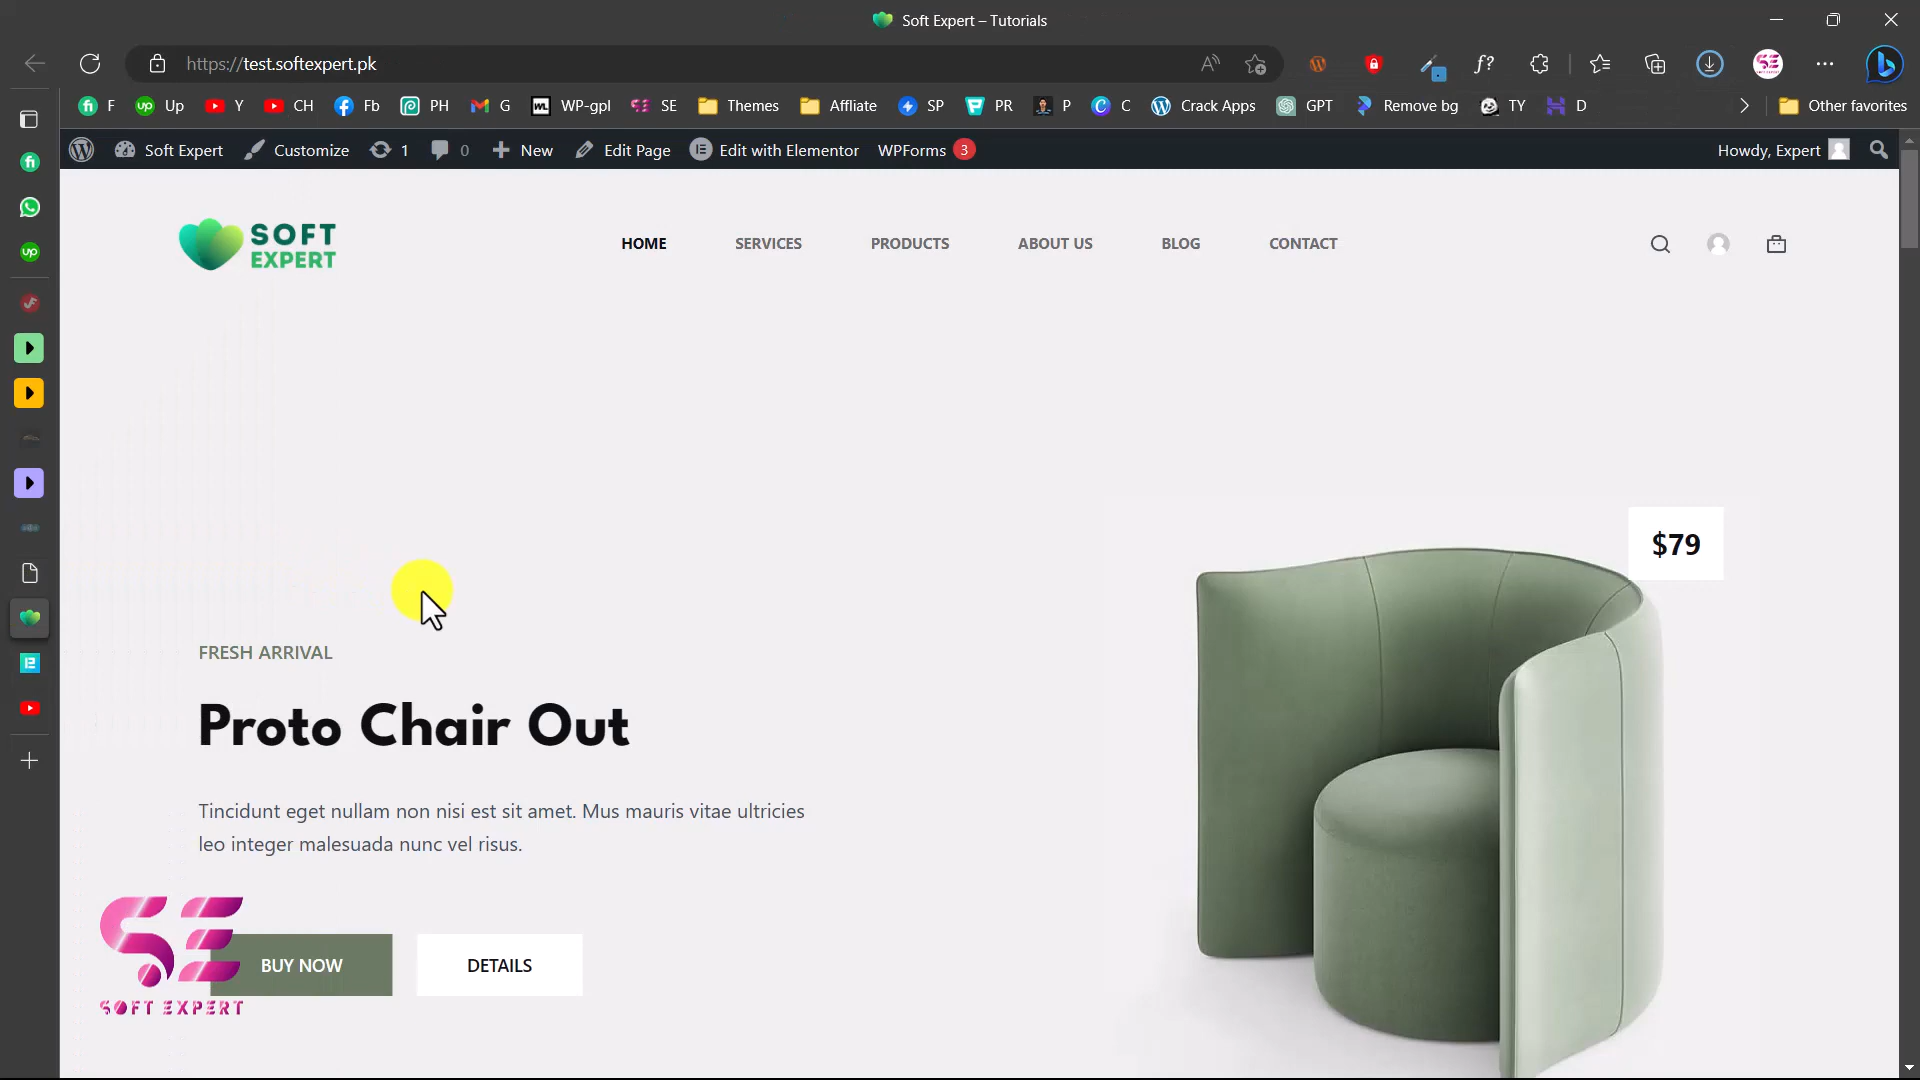 Soft Expert – Tutorials
https://test.softexpert.pk
F Up Y CH Fb PH G WP-gpl SE Themes Affliate SP PR P C Crack Apps GPT Remove bg TY D Other favorites
Soft Expert Customize 1 0 New Edit Page Edit with Elementor WPForms 3 Howdy, Expert
SOFT
EXPERT
HOME SERVICES PRODUCTS ABOUT US BLOG CONTACT
$79
FRESH ARRIVAL
Proto Chair Out
Tincidunt eget nullam non nisi est sit amet. Mus mauris vitae ultricies
leo integer malesuada nunc vel risus.
SE
BUY NOW DETAILS
SOFT EXPERT